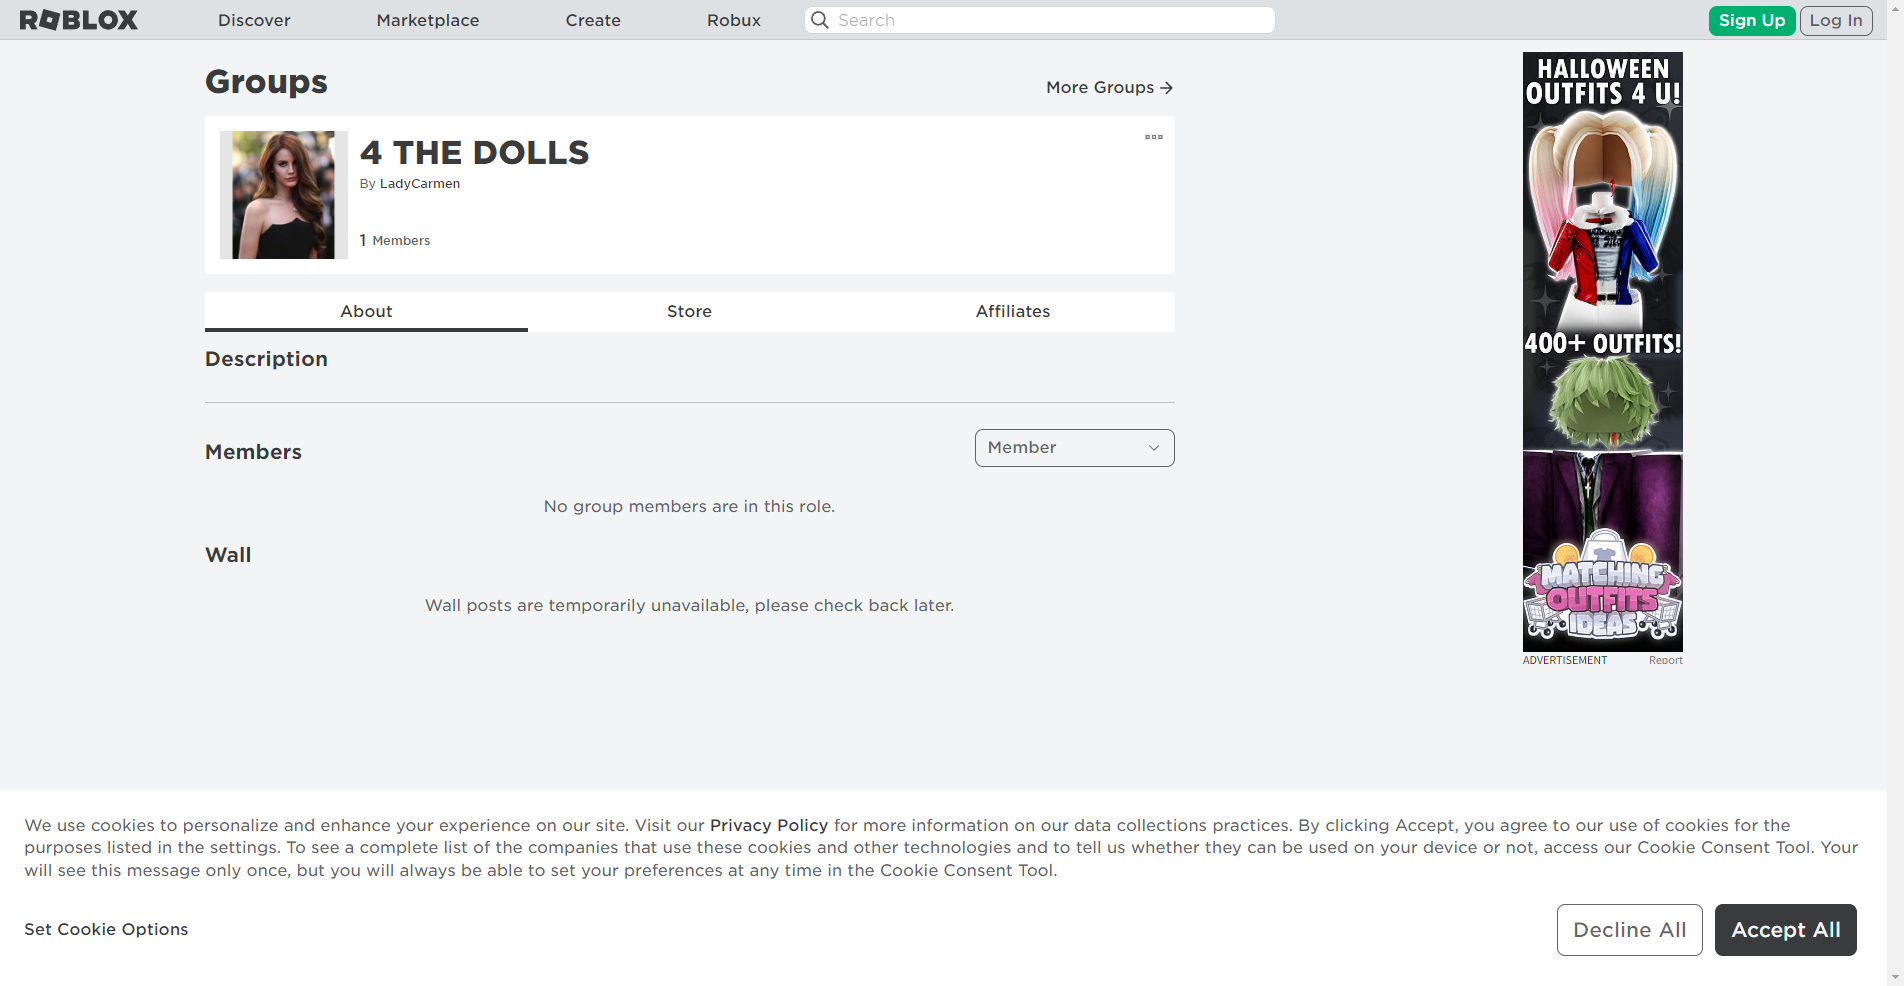 ROBLOX
Discover
Marketplace
Create
Robux
Search
Sign Up
Log In
Groups
More Groups
4 THE DOLLS
By LadyCarmen
1 Members
About
Store
Affiliates
Description
Members
Member
No group members are in this role.
Wall
Wall posts are temporarily unavailable, please check back later.
HALLOWEEN
OUTFITS 4 U!
400+ OUTFITS!
MATCHING
OUTFITS
IDEAS
ADVERTISEMENT
Report
We use cookies to personalize and enhance your experience on our site. Visit our Privacy Policy for more information on our data collections practices. By clicking Accept, you agree to our use of cookies for the
purposes listed in the settings. To see a complete list of the companies that use these cookies and other technologies and to tell us whether they can be used on your device or not, access our Cookie Consent Tool. Your
will see this message only once, but you will always be able to set your preferences at any time in the Cookie Consent Tool.
Set Cookie Options
Decline All
Accept All